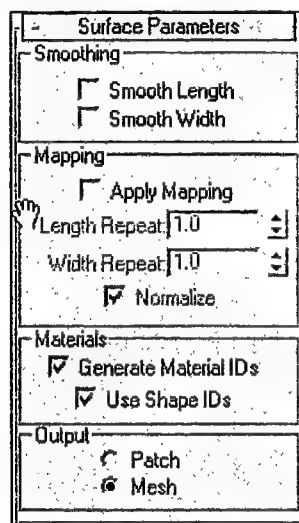 - Surface Parameters
Smoothing
Smooth Length
Smooth Width
Mapping
Apply Mapping
Length Repeat: 1.0
Width Repeat: 1.0
Normalize
Materials
Generate Material IDs
Use Shape IDs
Output
Patch
Mesh